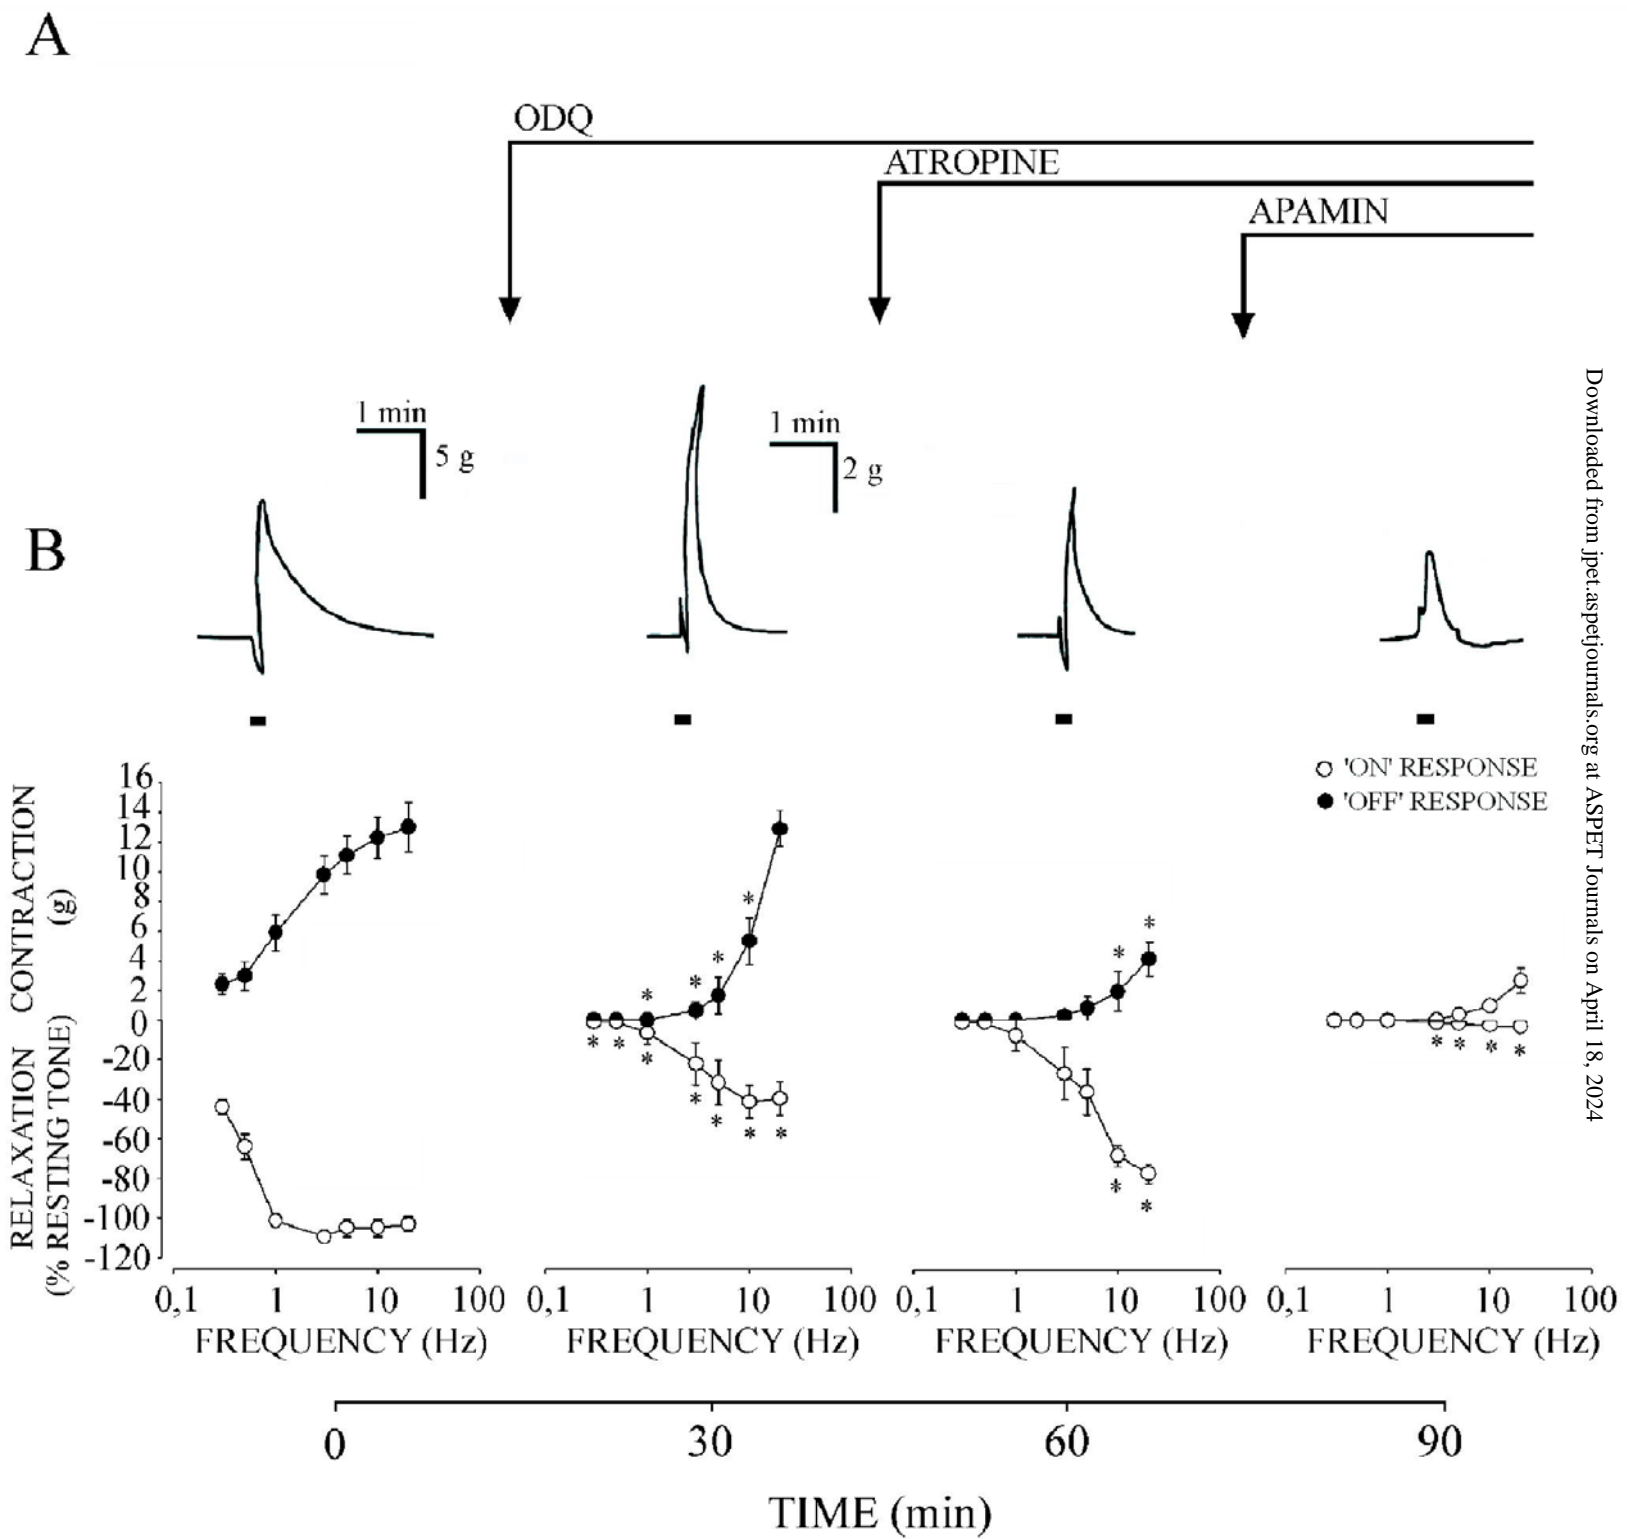 A
ODQ
ATROPINE
APAMIN
1 min
5 g
1 min
2 g
B
'ON' RESPONSE
'OFF' RESPONSE
CONTRACTION
(g)
RELAXATION
(% RESTING TONE)
16
14
12
10
8
6
4
2
0
-20
-40
-60
-80
-100
-120
* * * *
* * * * * * *
* *
* *
* * * *
0,1 1 10 100 0,1 1 10 100 0,1 1 10 100 0,1 1 10 100
FREQUENCY (Hz) FREQUENCY (Hz) FREQUENCY (Hz) FREQUENCY (Hz)
0 30 60 90
TIME (min)
Downloaded from jpet.aspetjournals.org at ASPET Journals on April 18, 2024